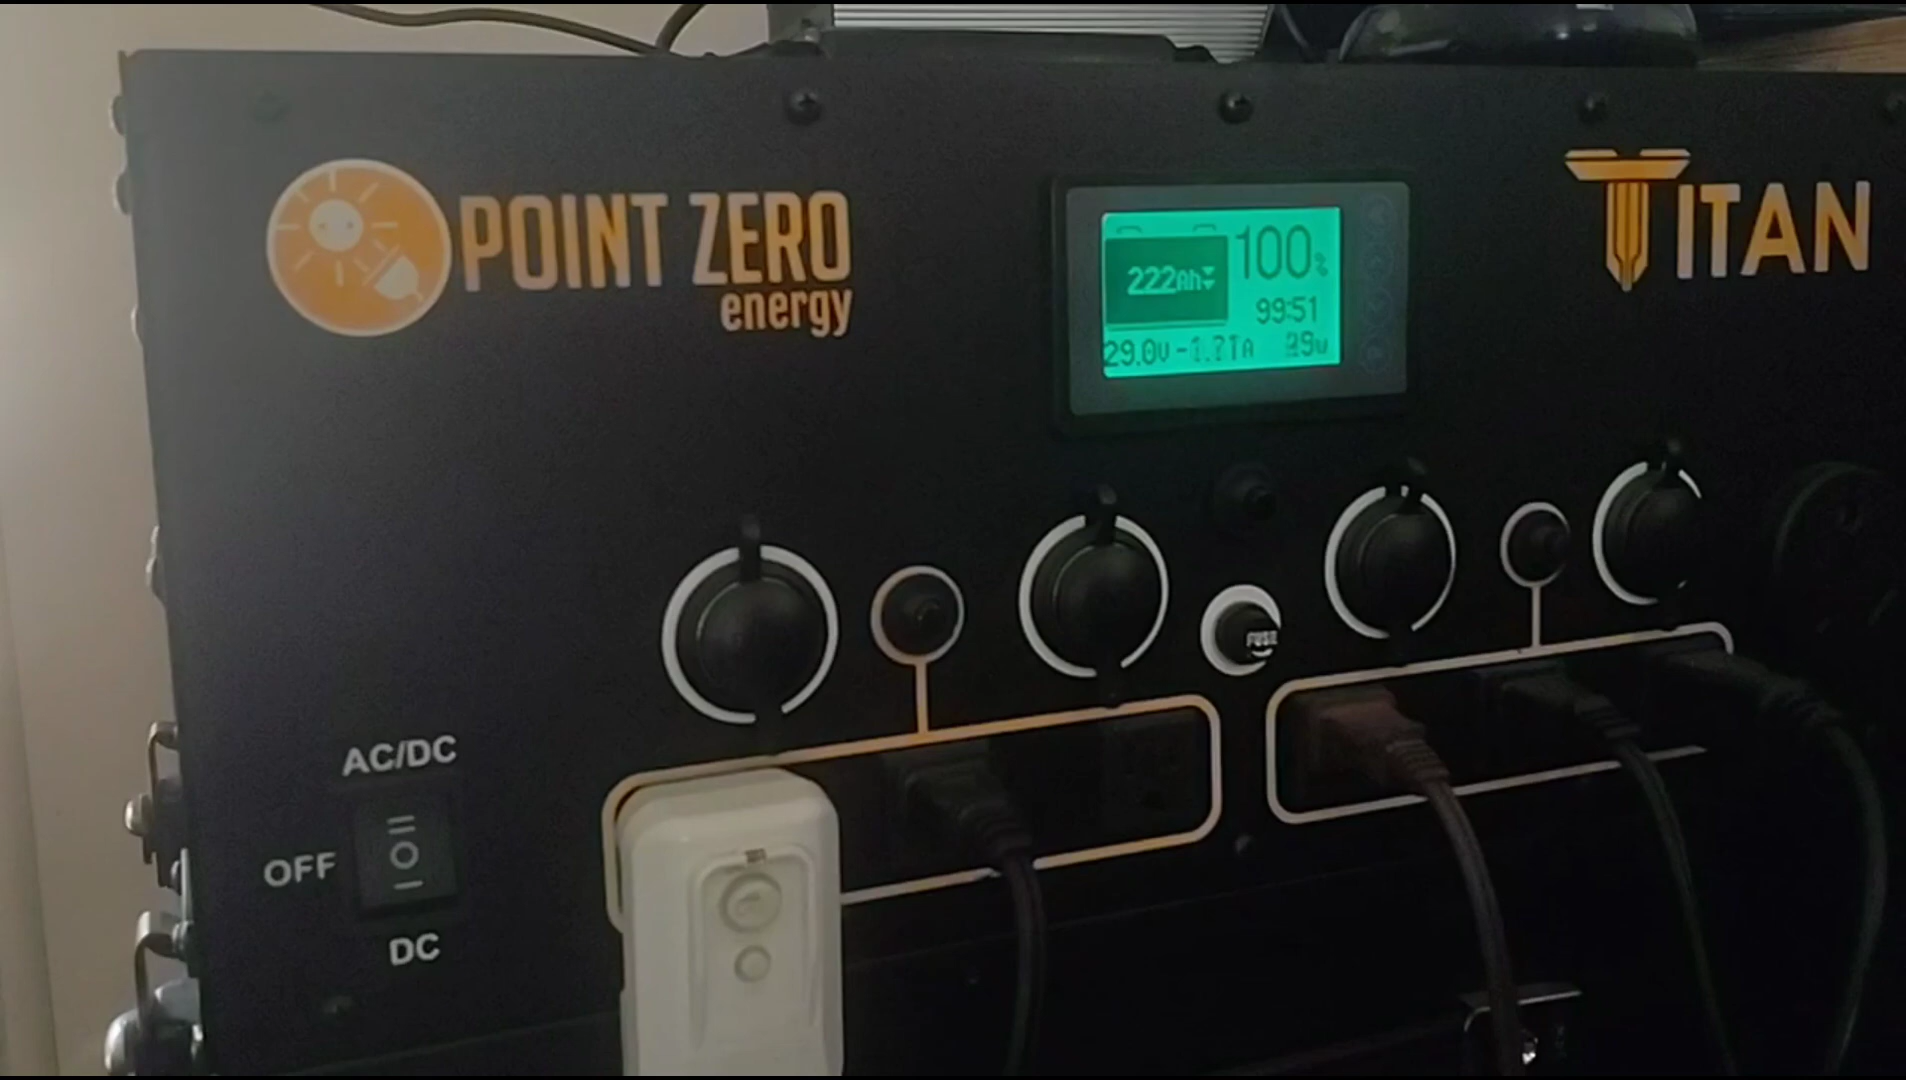 POINT ZERO
energy
TITAN
100%
222Ah
99:51
29.0V
FUSE
AC/DC
OFF
DC